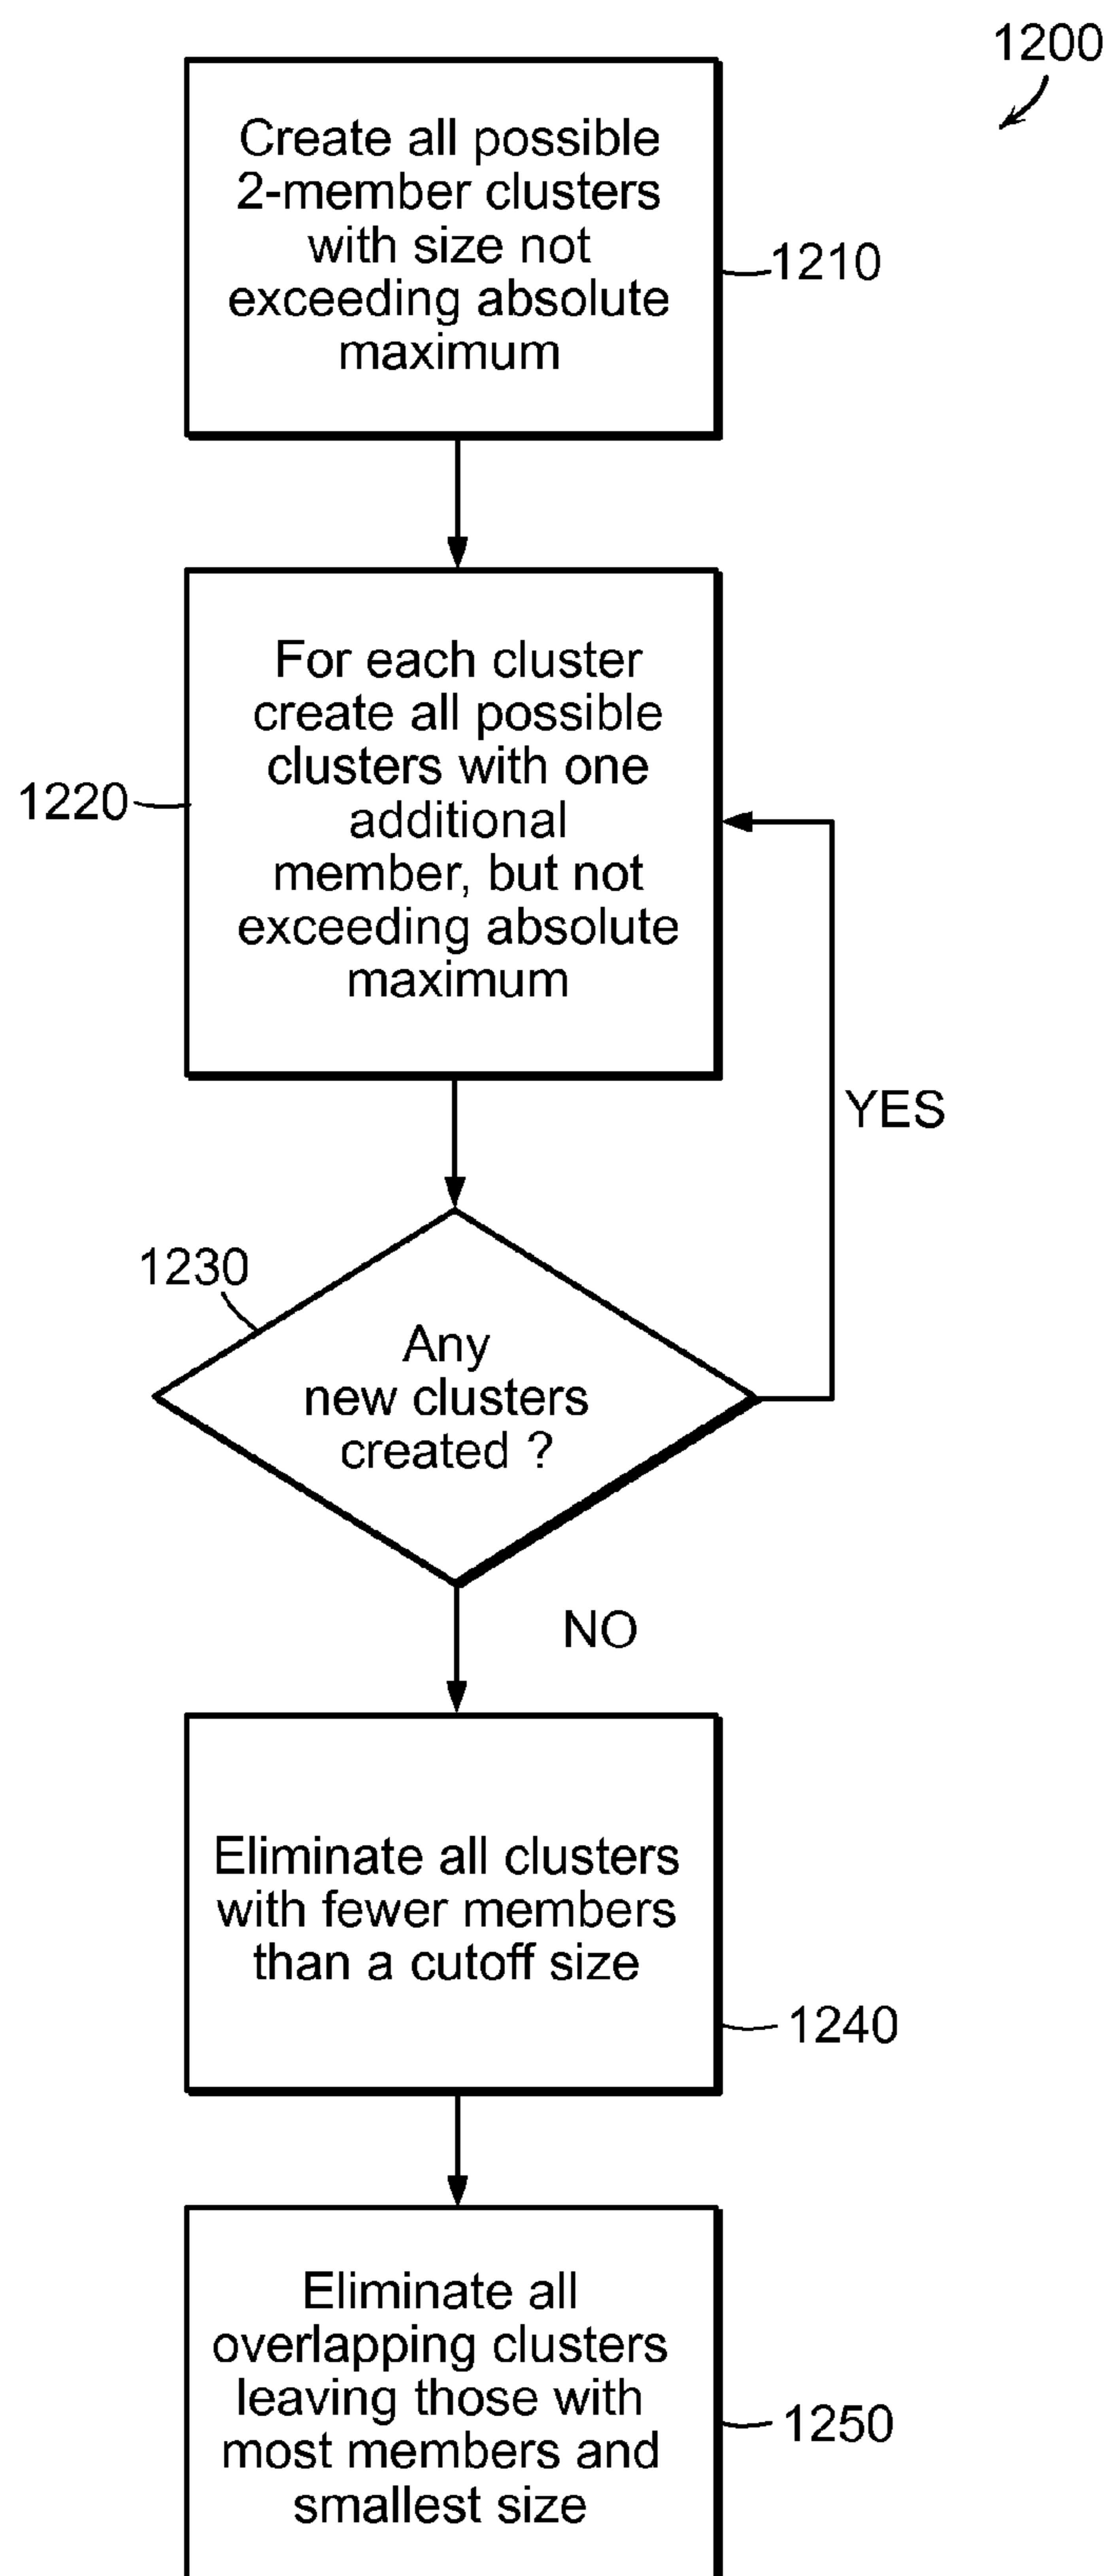 1200
Create all possible
2-member clusters
with size not
exceeding absolute
maximum
1210
For each cluster
create all possible
clusters with one
additional
member, but not
exceeding absolute
maximum
1220
YES
1230
Any
new clusters
created ?
NO
Eliminate all clusters
with fewer members
than a cutoff size
1240
Eliminate all
overlapping clusters
leaving those with
most members and
smallest size
1250